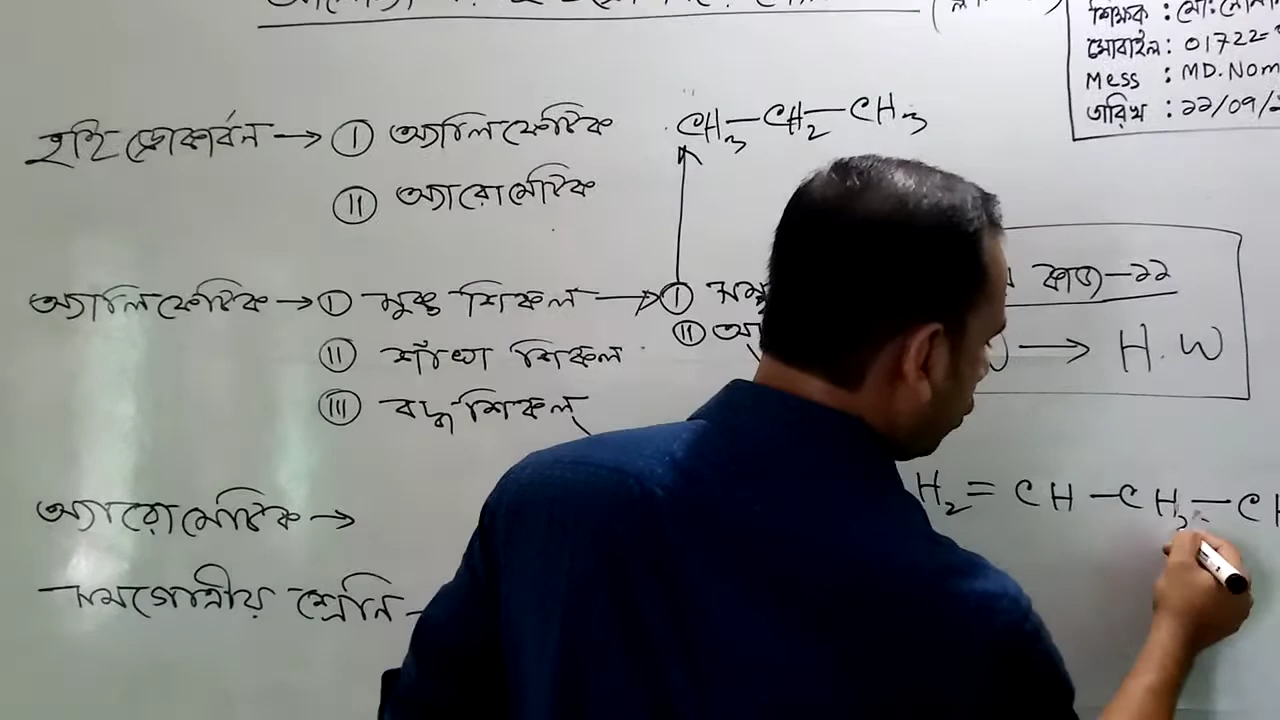 শিক্ষক : মো:
মোবাইল : 01722-
Mess : MD. Nom
তারিখ : ২২/09/
হাইড্রোকার্বন → I অ্যালিফেটিক
II অ্যারোমেটিক
CH3 — CH2 — CH3
অ্যালিফেটিক → I মুক্ত শিকল → I
II শাঁখা শিকল II
III বদ্ধ শিকল
কাজ-২২
→ H.W
H2 = CH — CH2 — CH
অ্যারোমেটিক →
সমগোত্রীয় শ্রেনি —